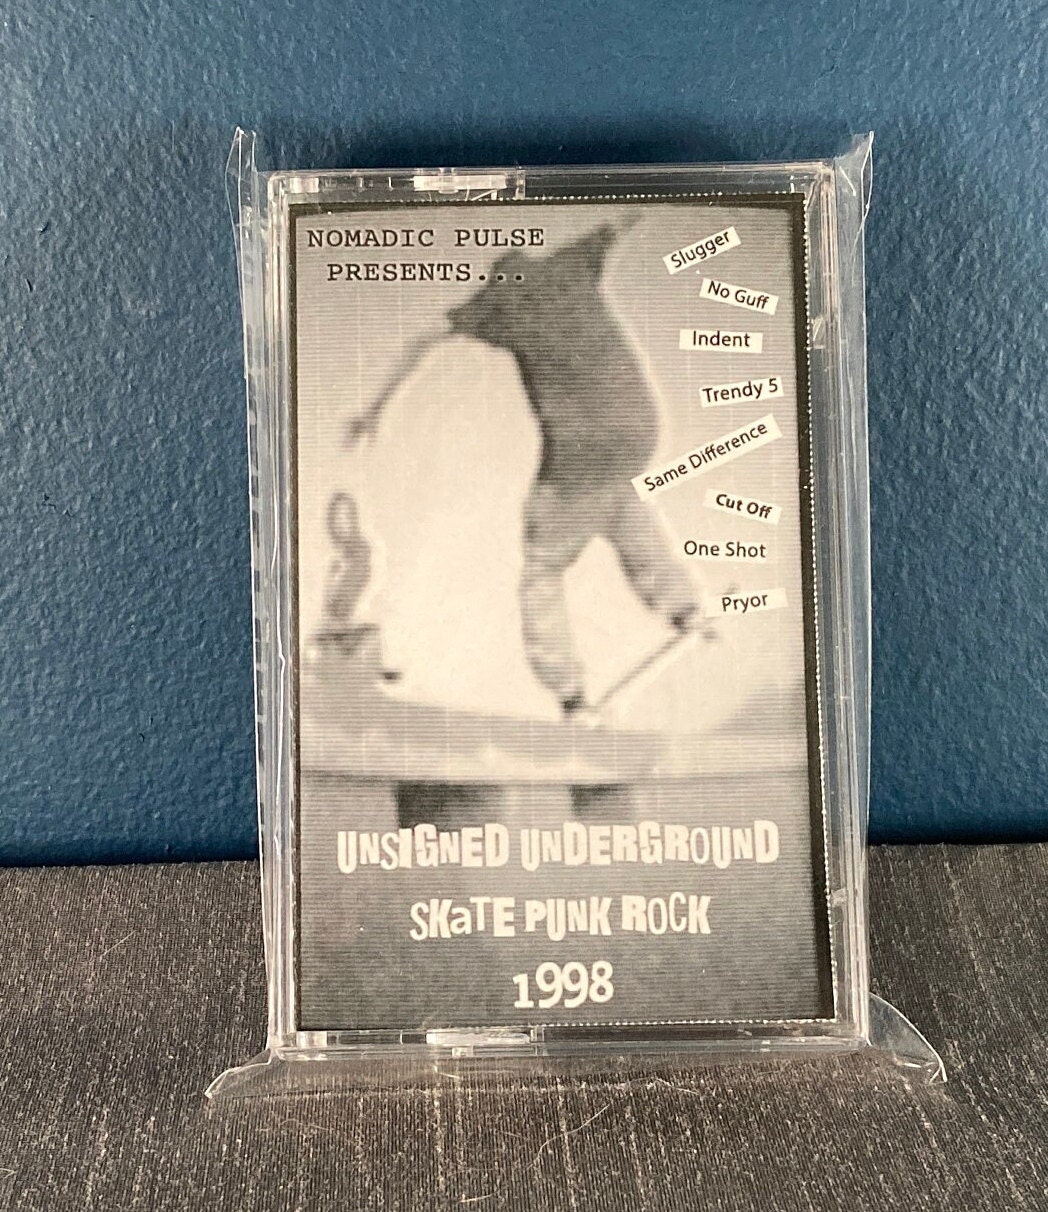 NOMADIC PULSE
PRESENTS...
Slugger
No Guff
Indent
Trendy 5
Same Difference
Cut Off
One Shot
Pryor
UNSIGNED UNDERGROUND
SKaTE PUNK ROCK
1998